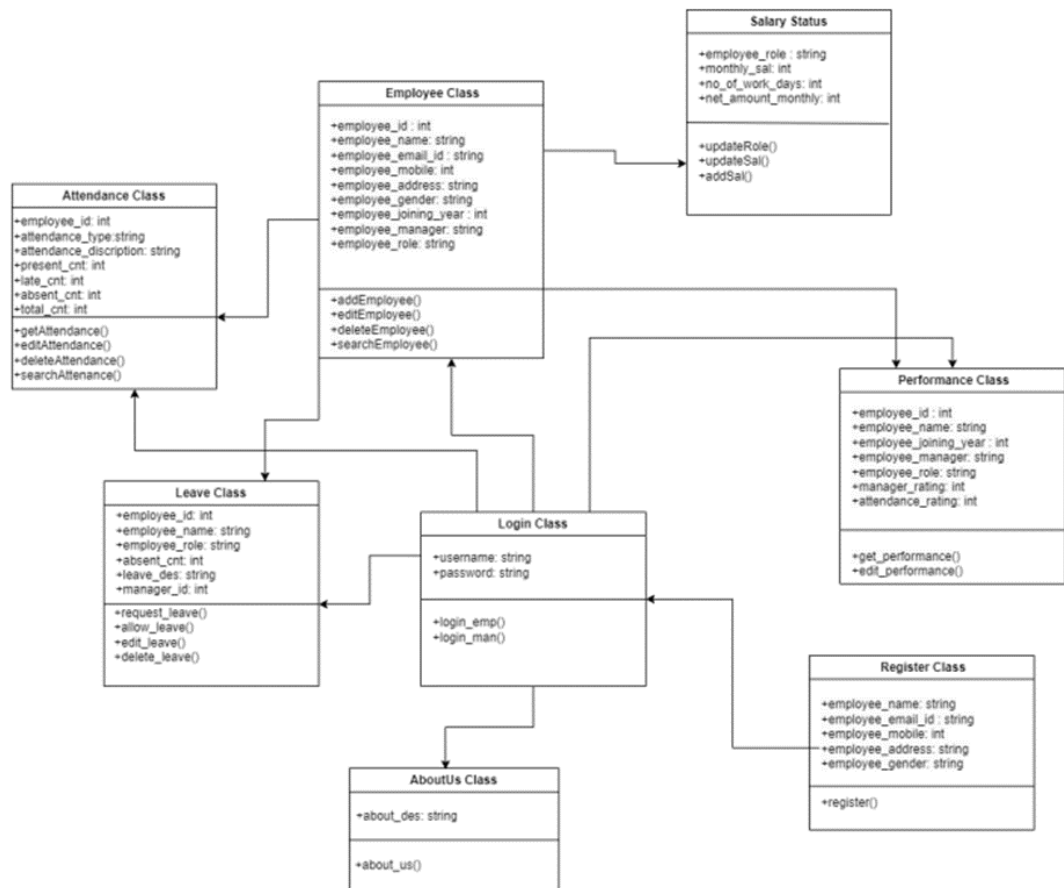 Salary Status
+employee_role : string
+monthly_sal: int
+no_of_work_days: int
+net_amount_monthly: int
+updateRole()
+updateSal()
+addSal()
Employee Class
+employee_id : int
+employee_name: string
+employee_email_id : string
+employee_mobile: int
+employee_address: string
+employee_gender: string
+employee_joining_year : int
+employee_manager: string
+employee_role: string
+addEmployee()
+editEmployee()
+deleteEmployee()
+searchEmployee()
Attendance Class
+employee_id: int
+attendance_type:string
+attendance_discription: string
+present_cnt: int
+late_cnt: int
+absent_cnt: int
+total_cnt: int
+getAttendance()
+editAttendance()
+deleteAttendance()
+searchAttenance()
Performance Class
+employee_id : int
+employee_name: string
+employee_joining_year : int
+employee_manager: string
+employee_role: string
+manager_rating: int
+attendance_rating: int
+get_performance()
+edit_performance()
Leave Class
+employee_id: int
+employee_name: string
+employee_role: string
+absent_cnt: int
+leave_des: string
+manager_id: int
+request_leave()
+allow_leave()
+edit_leave()
+delete_leave()
Login Class
+username: string
+password: string
+login_emp()
+login_man()
Register Class
+employee_name: string
+employee_email_id : string
+employee_mobile: int
+employee_address: string
+employee_gender: string
+register()
AboutUs Class
+about_des: string
+about_us()